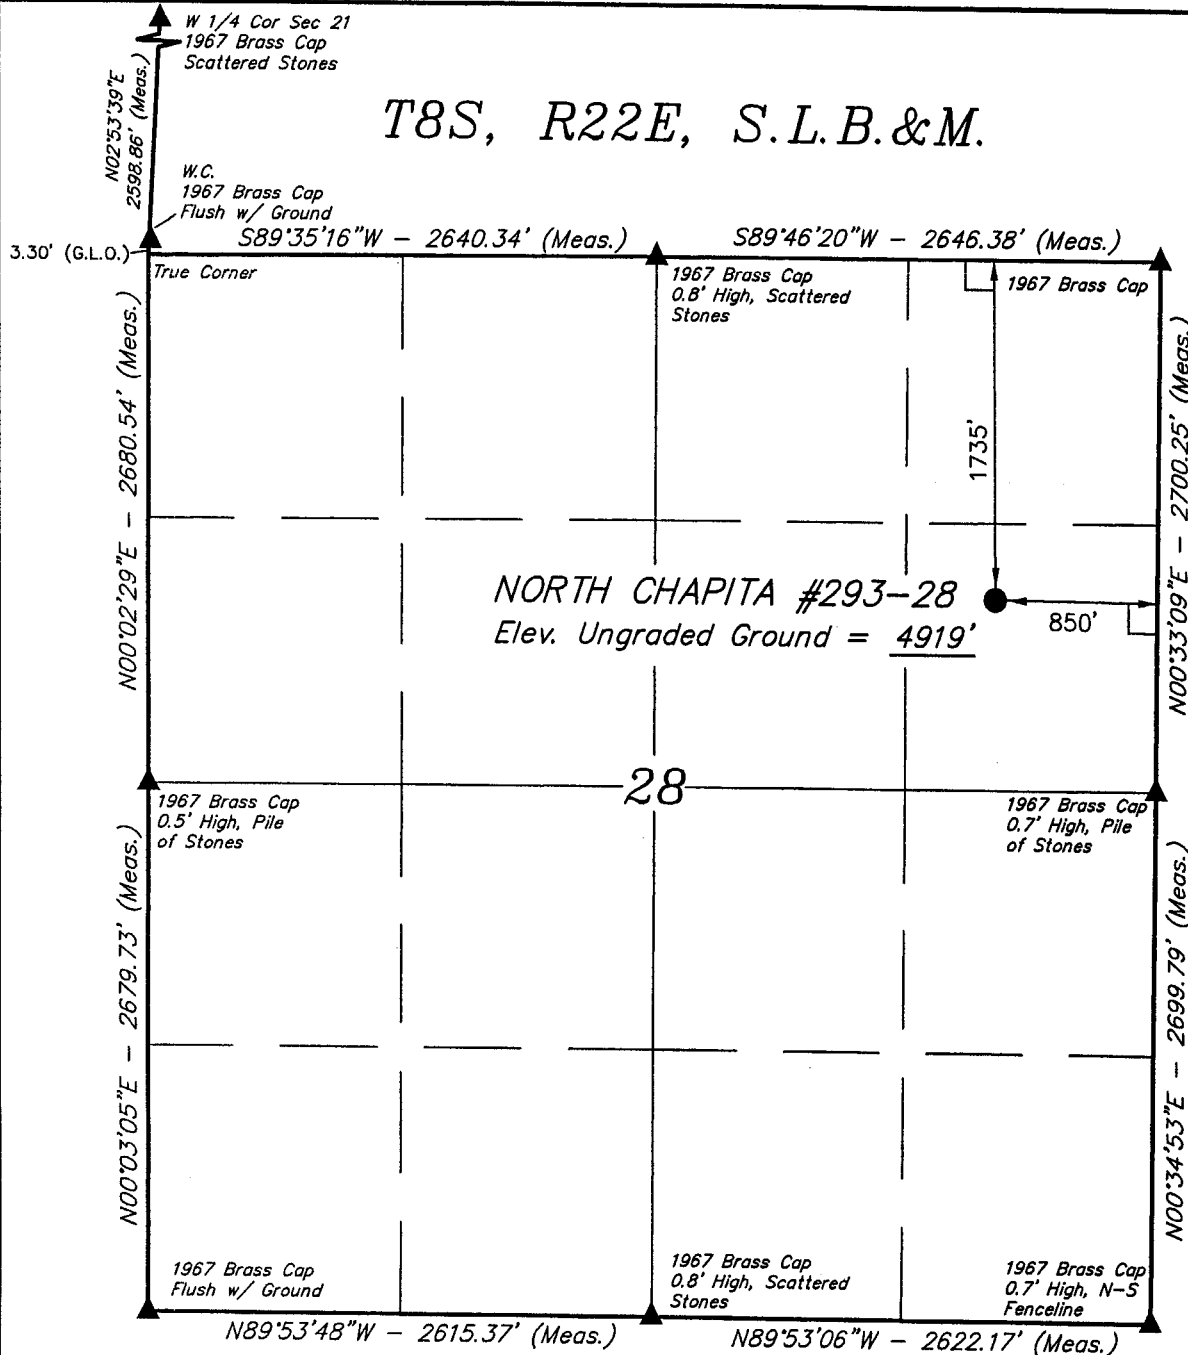 W 1/4 Cor Sec 21
1967 Brass Cap
Scattered Stones
N02°53'39"E
2598.86' (Meas.)
T8S, R22E, S.L.B.&M.
W.C.
1967 Brass Cap
Flush w/ Ground
3.30' (G.L.O.)
S89°35'16"W - 2640.34' (Meas.)
S89°46'20"W - 2646.38' (Meas.)
True Corner
1967 Brass Cap
0.8' High, Scattered
Stones
1967 Brass Cap
N00°02'29"E - 2680.54' (Meas.)
1735'
N00°33'09"E - 2700.25' (Meas.)
NORTH CHAPITA #293-28
Elev. Ungraded Ground = 4919'
850'
28
1967 Brass Cap
0.5' High, Pile
of Stones
1967 Brass Cap
0.7' High, Pile
of Stones
N00°03'05"E - 2679.73' (Meas.)
N00°34'53"E - 2699.79' (Meas.)
1967 Brass Cap
Flush w/ Ground
1967 Brass Cap
0.8' High, Scattered
Stones
1967 Brass Cap
0.7' High, N-S
Fenceline
N89°53'48"W - 2615.37' (Meas.)
N89°53'06"W - 2622.17' (Meas.)